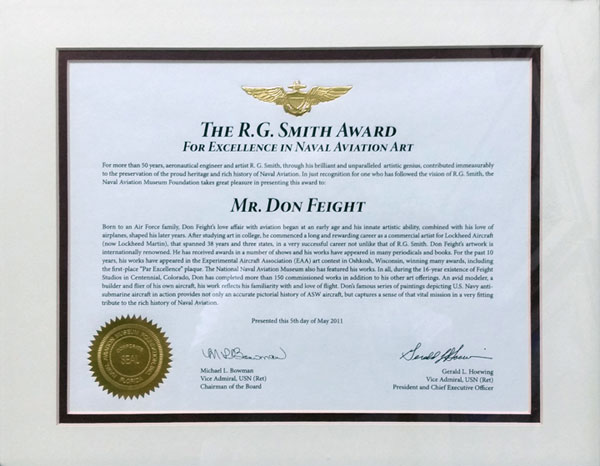 THE R.G. SMITH AWARD
FOR EXCELLENCE IN NAVAL AVIATION ART
For more than 50 years, aeronautical engineer and artist R. G. Smith, through his brilliant and unparalleled artistic genius, contributed immeasurably
to the preservation of the proud heritage and rich history of Naval Aviation. In just recognition for one who has followed the vision of R.G. Smith, the
Naval Aviation Museum Foundation takes great pleasure in presenting this award to:
MR. DON FEIGHT
Born to an Air Force family, Don Feight's love affair with aviation began at an early age and his innate artistic ability, combined with his love of
airplanes, shaped his later years. After studying art in college, he commenced a long and rewarding career as a commercial artist for Lockheed Aircraft
(now Lockheed Martin), that spanned 38 years and three states, in a very successful career not unlike that of R.G. Smith. Don Feight's artwork is
internationally renowned. He has received awards in a number of shows and his works have appeared in many periodicals and books. For the past 10
years, his works have appeared in the Experimental Aircraft Association (EAA) art contest in Oshkosh, Wisconsin, winning many awards, including
the first-place "Par Excellence" plaque. The National Naval Aviation Museum also has featured his works. In all, during the 16-year existence of Feight
Studios in Centennial, Colorado, Don has completed more than 150 commissioned works in addition to his other art offerings. An avid modeler, a
builder and flier of his own aircraft, his work reflects his familiarity with and love of flight. Don's famous series of paintings depicting U.S. Navy anti-
submarine aircraft in action provides not only an accurate pictorial history of ASW aircraft, but captures a sense of that vital mission in a very fitting
tribute to the rich history of Naval Aviation.
Presented this 5th day of May 2011
Michael L. Bowman
Vice Admiral, USN (Ret)
Chairman of the Board
Gerald L. Hoewing
Vice Admiral, USN (Ret)
President and Chief Executive Officer
SEAL